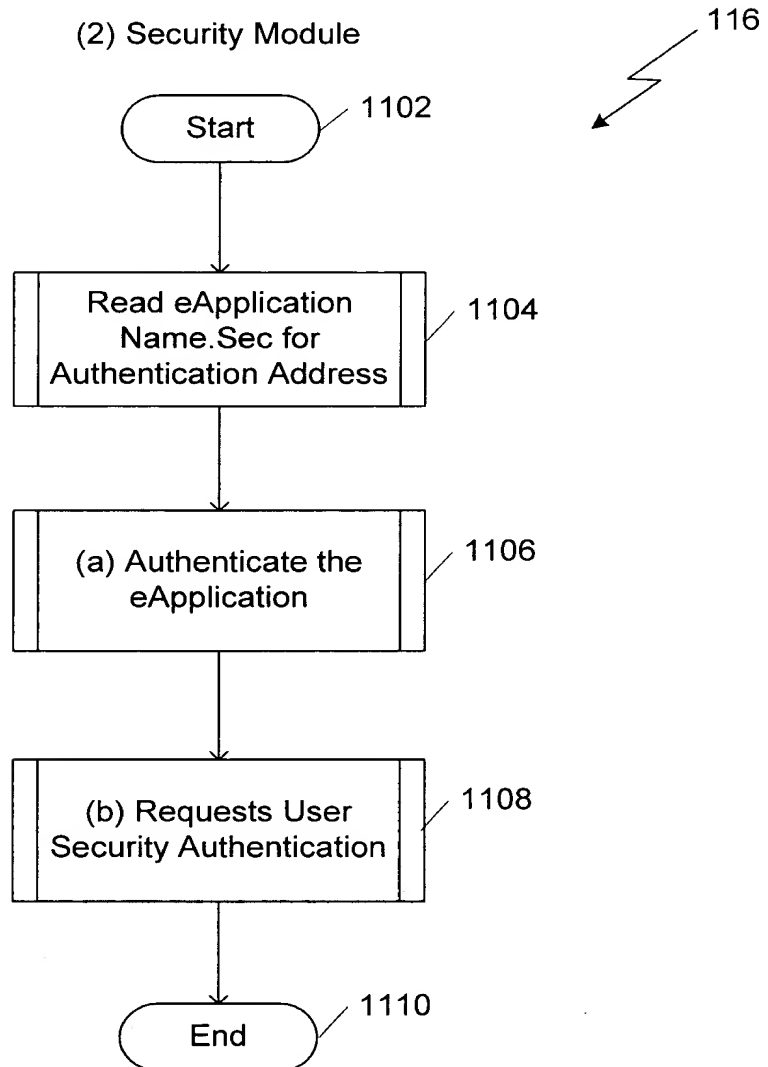 (2) Security Module
116
Start
1102
Read eApplication
Name.Sec for
Authentication Address
1104
(a) Authenticate the
eApplication
1106
(b) Requests User
Security Authentication
1108
End
1110